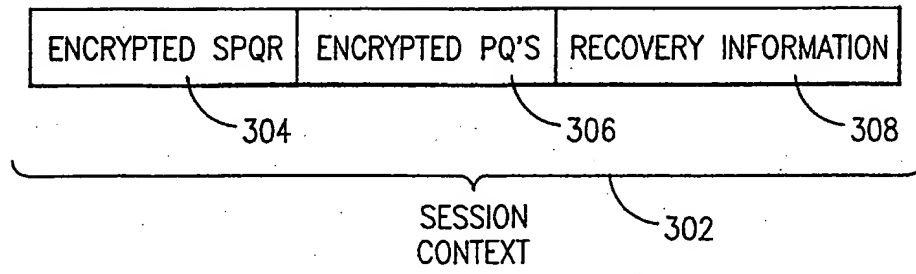 ENCRYPTED SPQR ENCRYPTED PQ'S RECOVERY INFORMATION
304 306 308
302
SESSION
CONTEXT